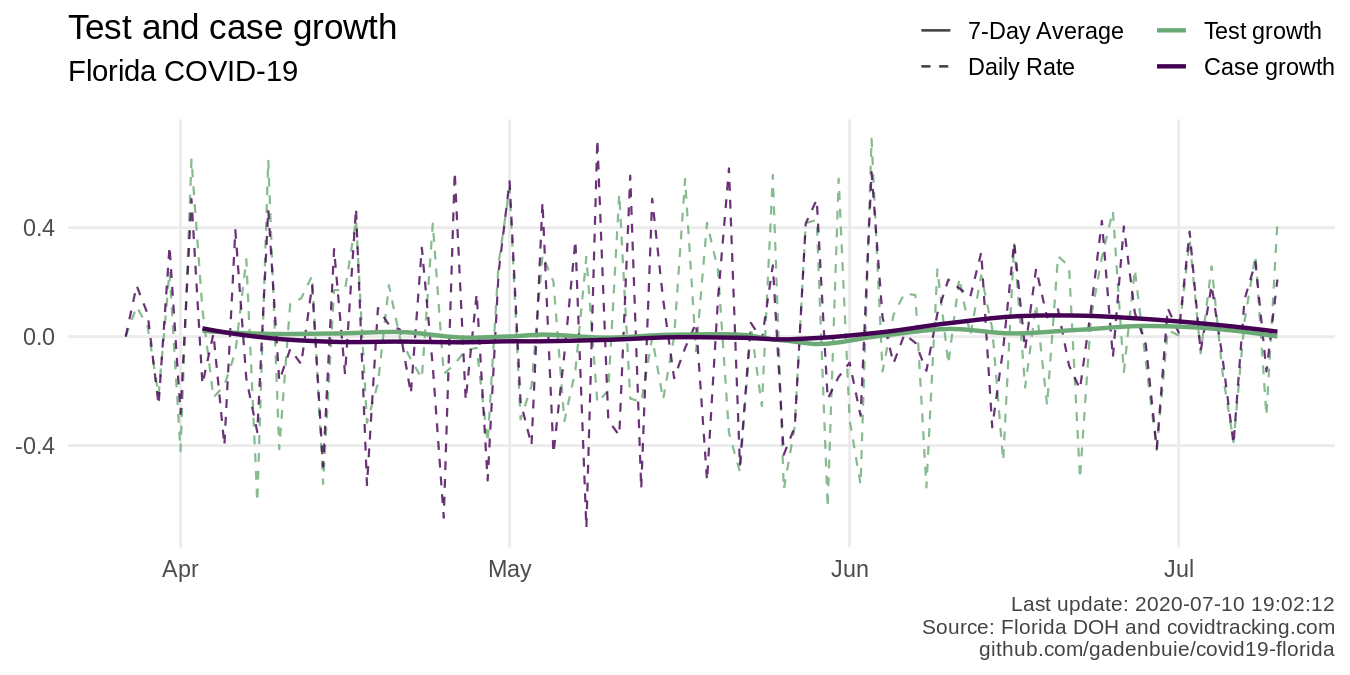 Test and case growth
Florida COVID-19
7-Day Average
Test growth
Daily Rate
Case growth
0.4
0.0
-0.4
Apr
May
Jun
Jul
Last update: 2020-07-10 19:02:12
Source: Florida DOH and covidtracking.com
github.com/gadenbuie/covid19-florida